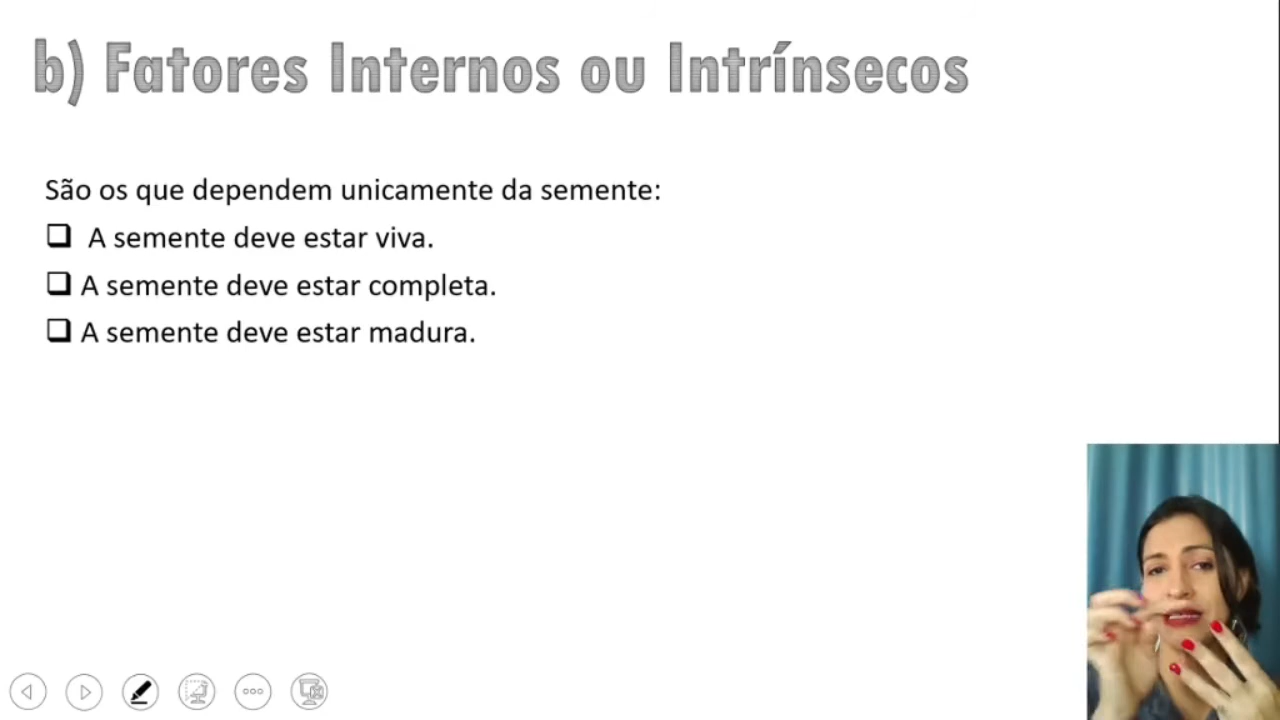 b) Fatores Internos ou Intrínsecos
São os que dependem unicamente da semente:
❑ A semente deve estar viva.
❑ A semente deve estar completa.
❑ A semente deve estar madura.